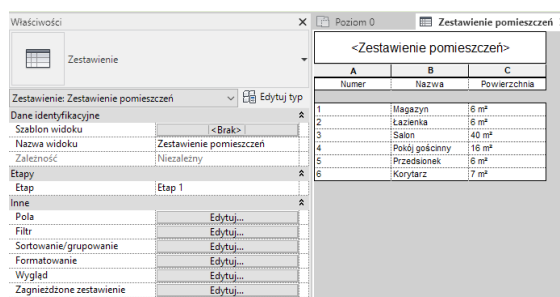 Właściwości
Zestawienie
Zestawienie: Zestawienie pomieszczeń
Edytuj typ
Dane identyfikacyjne
Szablon widoku <Brak>
Nazwa widoku Zestawienie pomieszczeń
Zależność Niezależny
Etapy
Etap Etap 1
Inne
Pola Edytuj...
Filtr Edytuj...
Sortowanie/grupowanie Edytuj...
Formatowanie Edytuj...
Wygląd Edytuj...
Zagnieżdżone zestawienie Edytuj...
Poziom 0
Zestawienie pomieszczeń
<Zestawienie pomieszczeń>
A B C
Numer Nazwa Powierzchnia
1 Magazyn 6 m²
2 Łazienka 6 m²
3 Salon 40 m²
4 Pokój gościnny 16 m²
5 Przedsionek 6 m²
6 Korytarz 7 m²